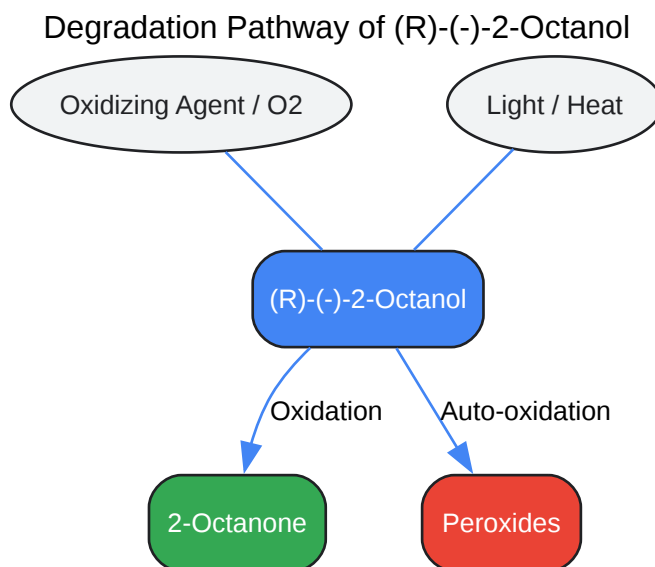 Degradation Pathway of (R)-(-)-2-Octanol
Oxidizing Agent / O2
Light / Heat
(R)-(-)-2-Octanol
Oxidation
Auto-oxidation
2-Octanone
Peroxides